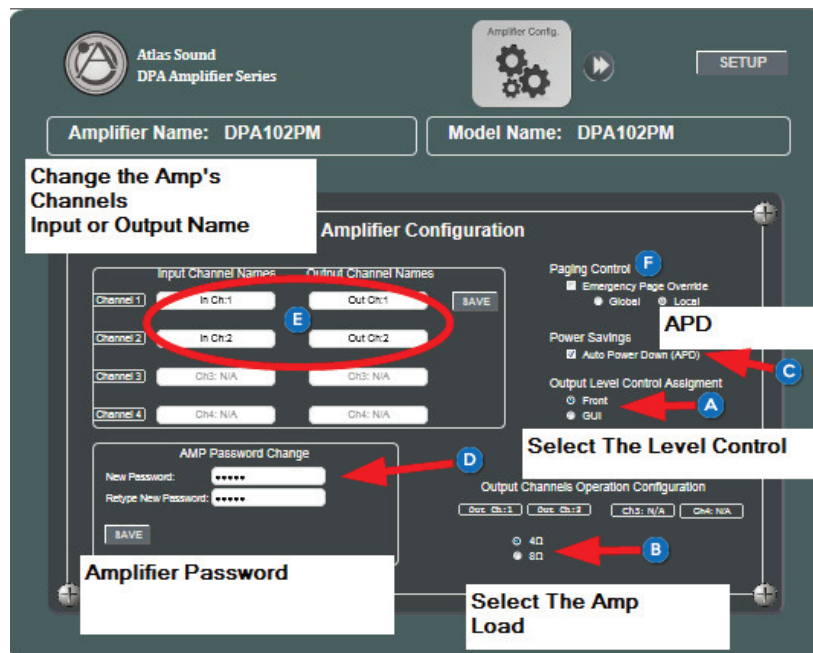 Amplifier Config.
Atlas Sound
DPA Amplifier Series
SETUP
Amplifier Name: DPA102PM
Model Name: DPA102PM
Change the Amp's
Channels
Input or Output Name
Amplifier Configuration
Input Channel Names
Output Channel Names
Channel 1
In Ch:1
Out Ch:1
SAVE
E
Channel 2
In Ch:2
Out Ch:2
Channel 3
Ch3: N/A
Ch3: N/A
Channel 4
Ch4: N/A
Ch4: N/A
Paging Control
F
Emergency Page Override
Global
Local
APD
Power Savings
Auto Power Down (APD)
C
Output Level Control Assigment
Front
A
GUI
Select The Level Control
AMP Password Change
New Password: •••••
D
Retype New Password: •••••
SAVE
Amplifier Password
Output Channels Operation Configuration
Out Ch:1
Out Ch:2
Ch3: N/A
Ch4: N/A
4Ω
8Ω
B
Select The Amp
Load